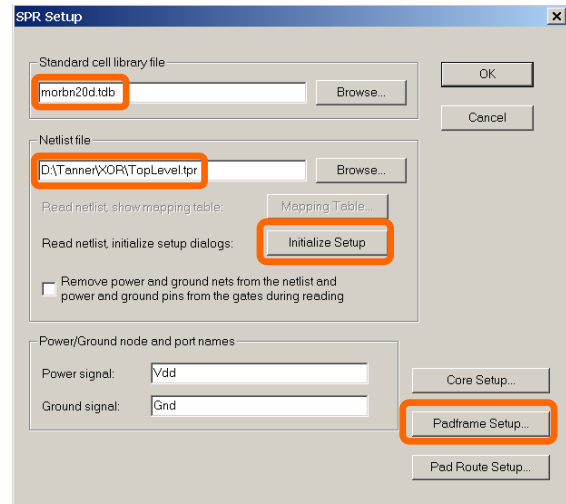 SPR Setup
Standard cell library file
morbn20d.tdb
Browse...
OK
Cancel
Netlist file
D:\Tanner\XOR\TopLevel.tpr
Browse...
Read netlist, show mapping table:
Mapping Table...
Read netlist, initialize setup dialogs:
Initialize Setup
Remove power and ground nets from the netlist and
power and ground pins from the gates during reading
Power/Ground node and port names
Power signal:
Vdd
Ground signal:
Gnd
Core Setup...
Padframe Setup...
Pad Route Setup...